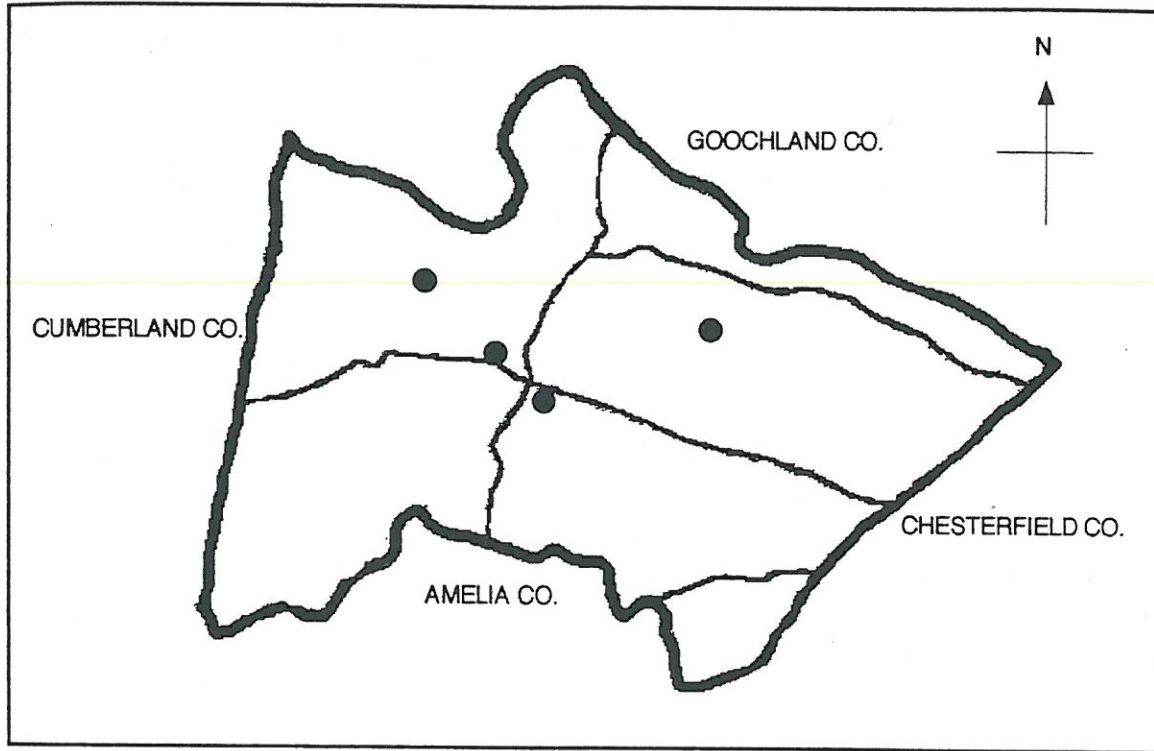 N
GOOCHLAND CO.
CUMBERLAND CO.
CHESTERFIELD CO.
AMELIA CO.